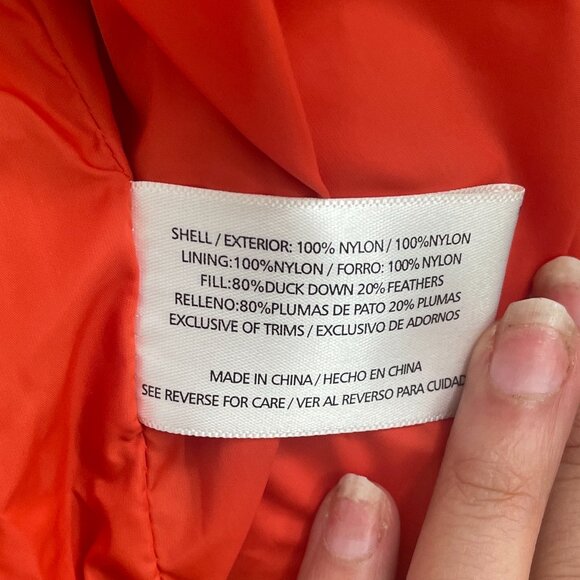 SHELL / EXTERIOR: 100% NYLON / 100%NYLON
LINING:100%NYLON / FORRO: 100% NYLON
FILL:80%DUCK DOWN 20% FEATHERS
RELLENO:80%PLUMAS DE PATO 20% PLUMAS
EXCLUSIVE OF TRIMS / EXCLUSIVO DE ADORNOS
MADE IN CHINA / HECHO EN CHINA
SEE REVERSE FOR CARE / VER AL REVERSO PARA CUIDAD